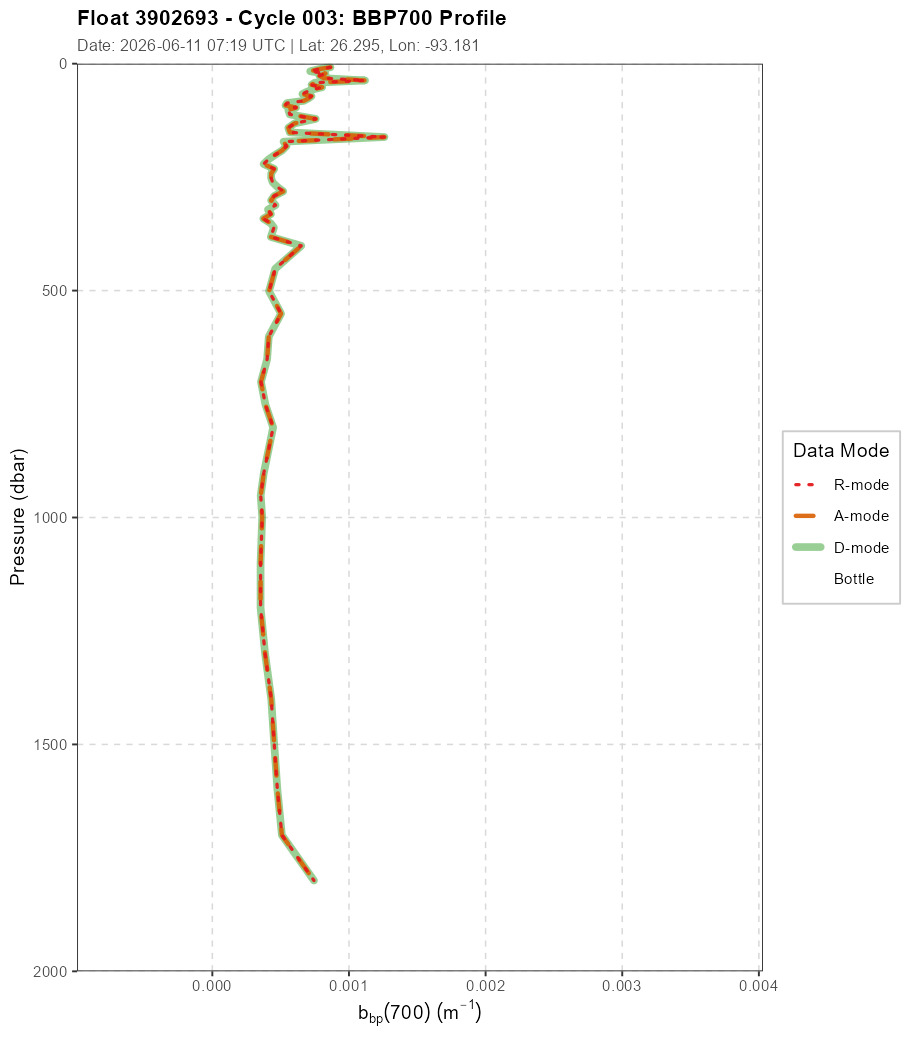 Float 3902693 - Cycle 003: BBP700 Profile
Date: 2026-06-11 07:19 UTC | Lat: 26.295, Lon: -93.181
0
500
1000
1500
2000
Pressure (dbar)
0.000 0.001 0.002 0.003 0.004
b_bp(700) (m⁻¹)
Data Mode
R-mode
A-mode
D-mode
Bottle